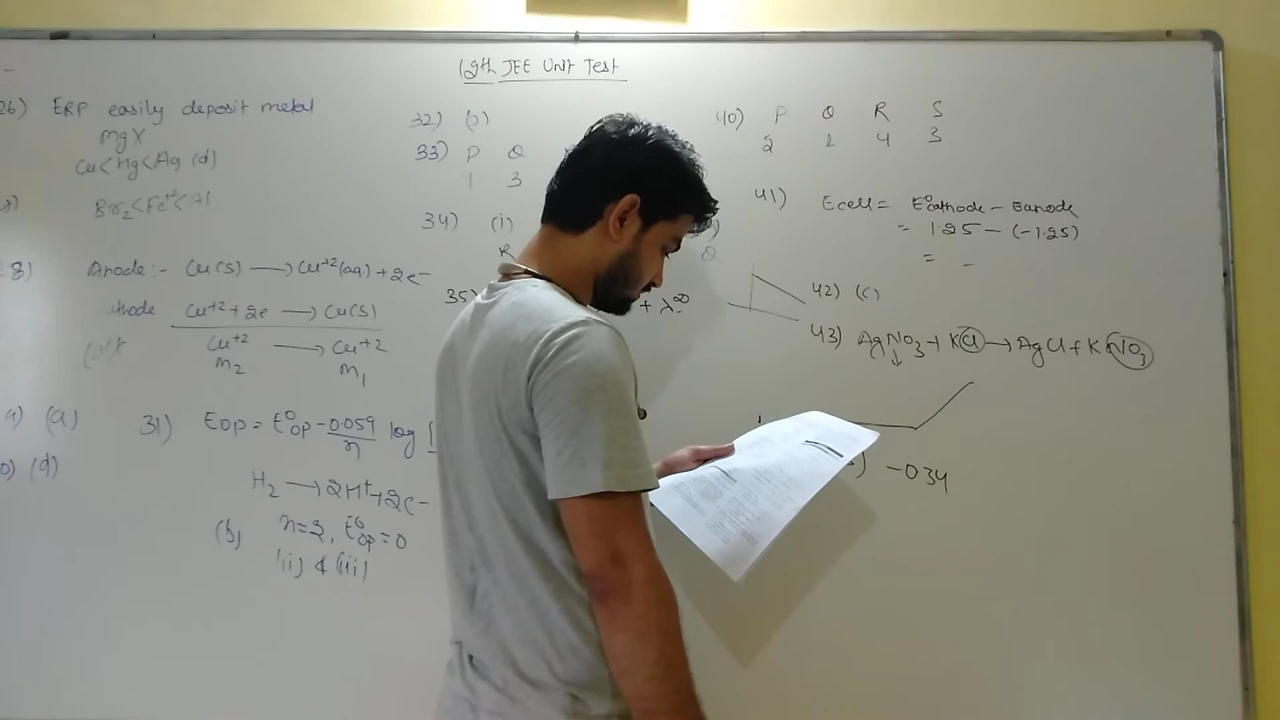 12th JEE Unit Test
26) ERP easily deposit metal
Mg X
Cu<Hg<Ag (d)
Br2<Fe+2<Al
28) Anode:- Cu(s) ⟶ Cu+2(aq) + 2e-
Cu+2 + 2e ⟶ Cu(s)
Cu+2 ⟶ Cu+2
M2 M1
(a)
(d)
31) Eop = E°op - 0.059/n log [
H2 ⟶ 2H+ + 2e-
(b) n=2, E°op = 0
(ii) & (iii)
32)
33) P Q
1 3
34) (i)
R
Q
35) + λ∞-
40) P Q R S
2 1 4 3
41) Ecell = E°cathode - Eanode
= 1.25 - (-1.25)
= -
42) (c)
43) AgNO3 + KCl ⟶ AgCl + KNO3
-0.34